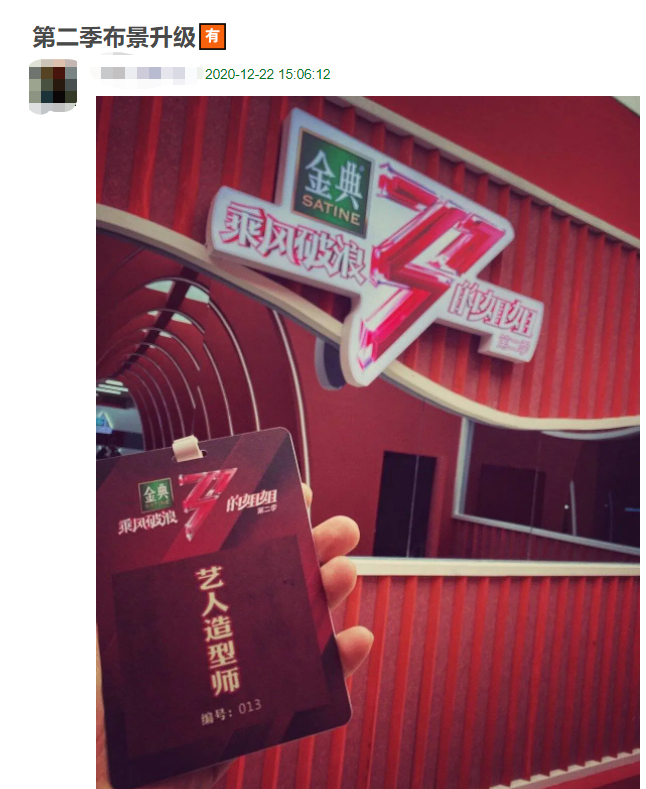 第二季布景升级有
2020-12-22 15:06:12
金典
SATINE
乘风破浪
的姐姐
第二季
金典
乘风破浪
的姐姐
第二季
艺人造型师
编号：013